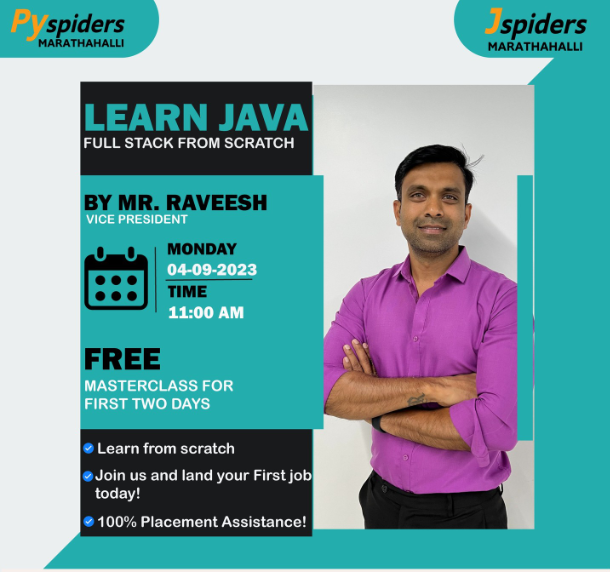 Pyspiders
MARATHAHALLI
Jspiders
MARATHAHALLI
LEARN JAVA
FULL STACK FROM SCRATCH
BY MR. RAVEESH
VICE PRESIDENT
MONDAY
04-09-2023
TIME
11:00 AM
FREE
MASTERCLASS FOR
FIRST TWO DAYS
Learn from scratch
Join us and land your First job
today!
100% Placement Assistance!